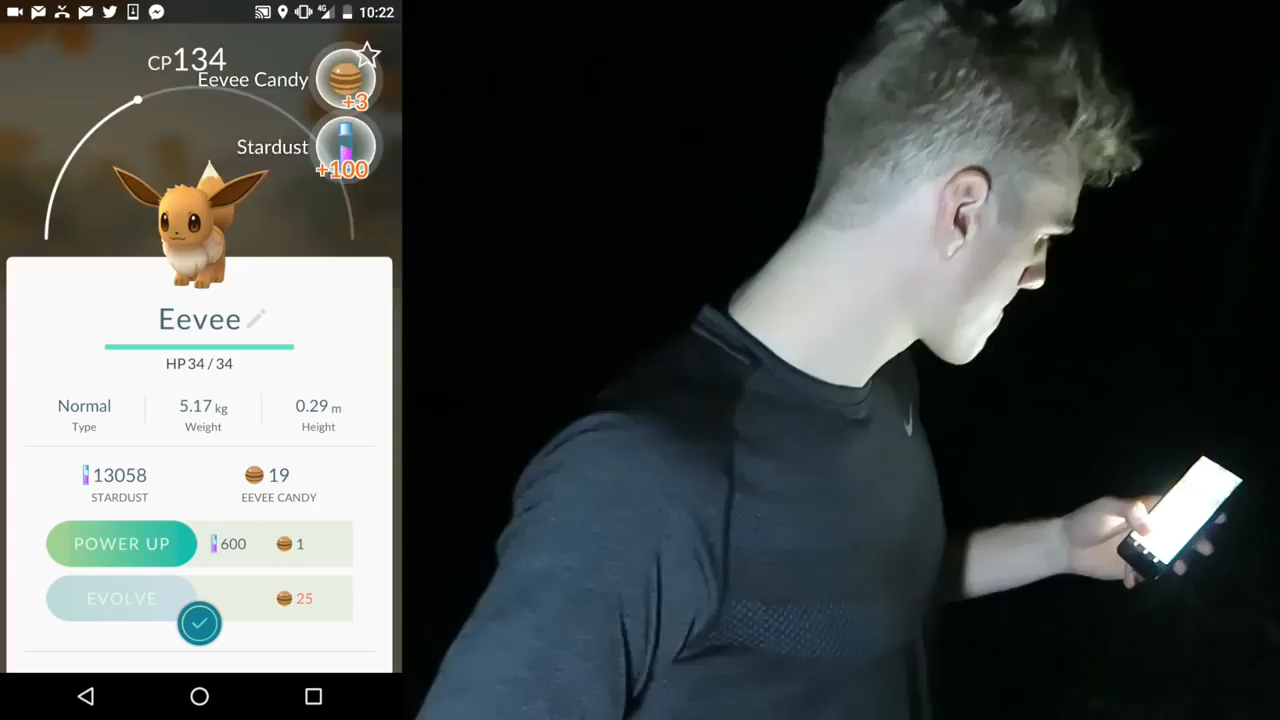 4G 10:22
CP134
Eevee Candy
+3
Stardust
+100
Eevee
HP 34 / 34
Normal 5.17 kg 0.29 m
Type Weight Height
13058 19
STARDUST EEVEE CANDY
POWER UP 600 1
EVOLVE 25